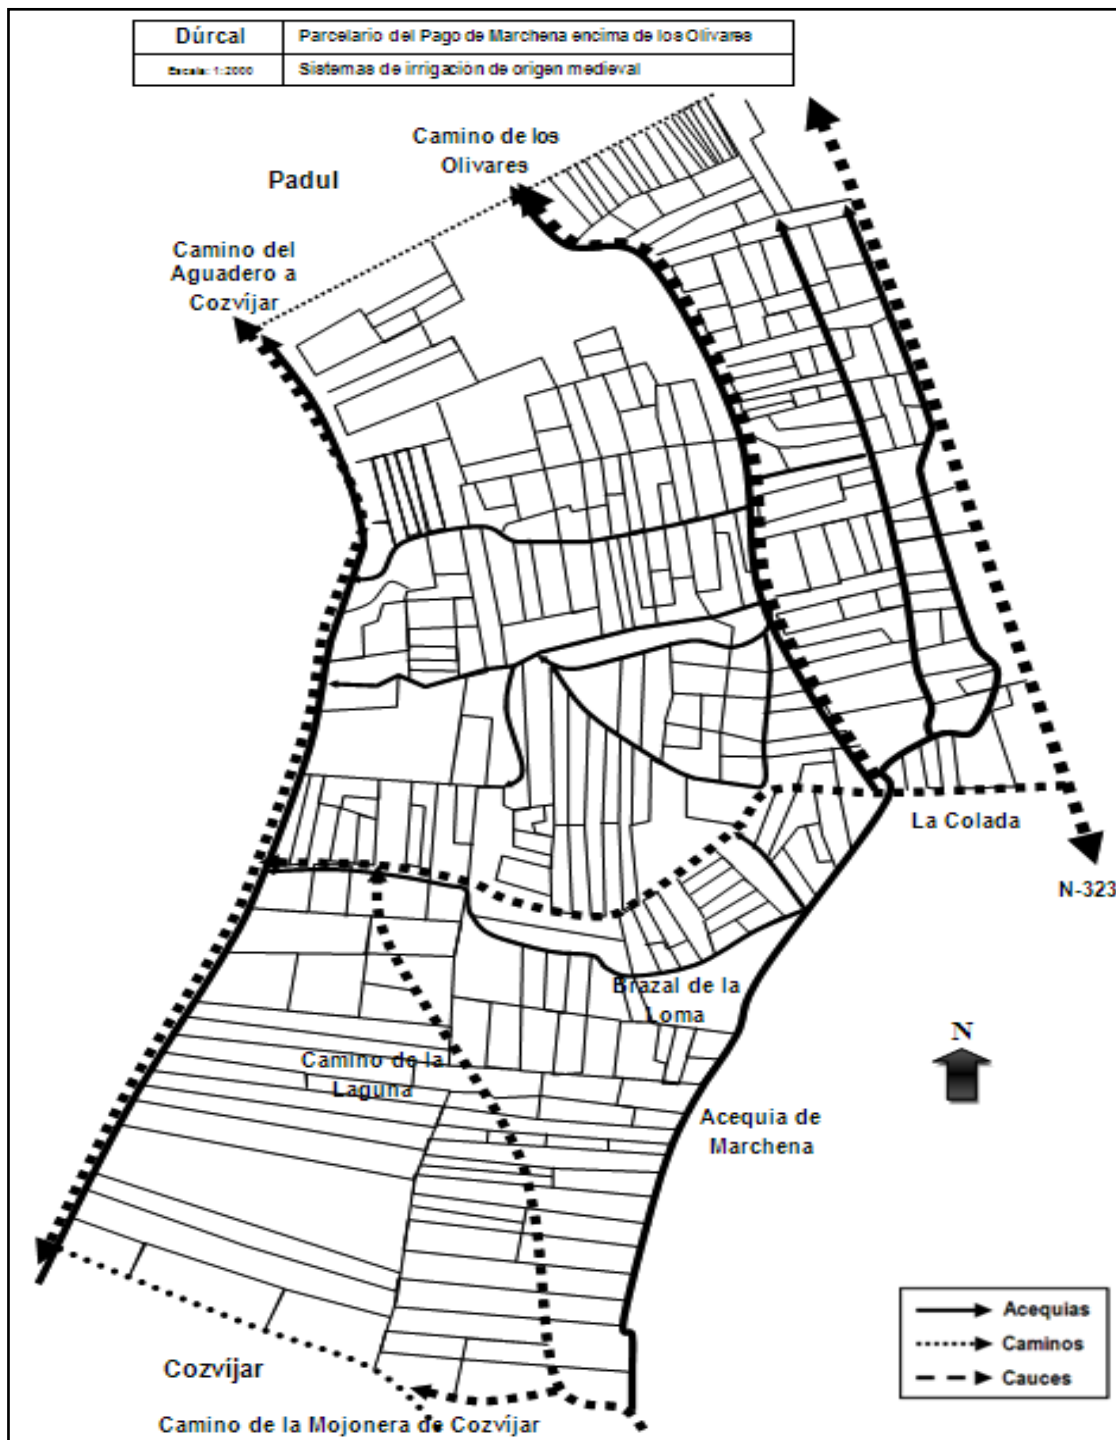 Dúrcal
Parcelario del Pago de Marchena encima de los Olivares
Escala: 1:2000
Sistemas de irrigación de origen medieval
Camino de los
Olivares
Padul
Camino del
Aguadero a
Cozvíjar
La Colada
N-323
Brazal de la
Loma
N
Camino de la
Laguna
Acequia de
Marchena
Acequias
Caminos
Cauces
Cozvíjar
Camino de la Mojonera de Cozvíjar